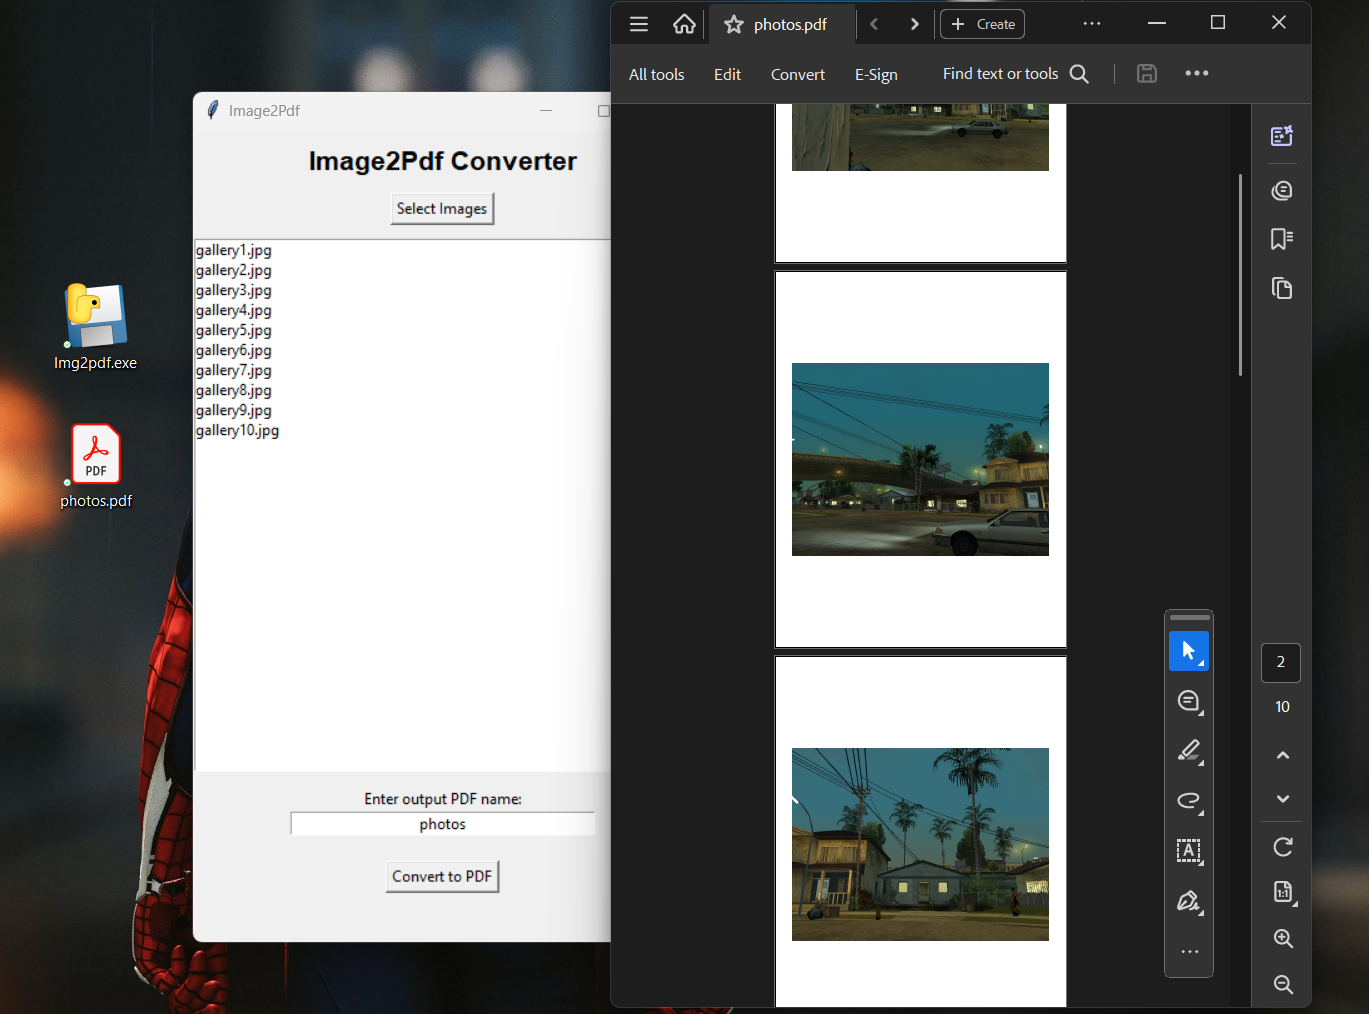 Img2pdf.exe
PDF
photos.pdf
Image2Pdf
Image2Pdf Converter
Select Images
gallery1.jpg
gallery2.jpg
gallery3.jpg
gallery4.jpg
gallery5.jpg
gallery6.jpg
gallery7.jpg
gallery8.jpg
gallery9.jpg
gallery10.jpg
Enter output PDF name:
photos
Convert to PDF
photos.pdf
Create
All tools Edit Convert E-Sign Find text or tools
A
2
10
1:1